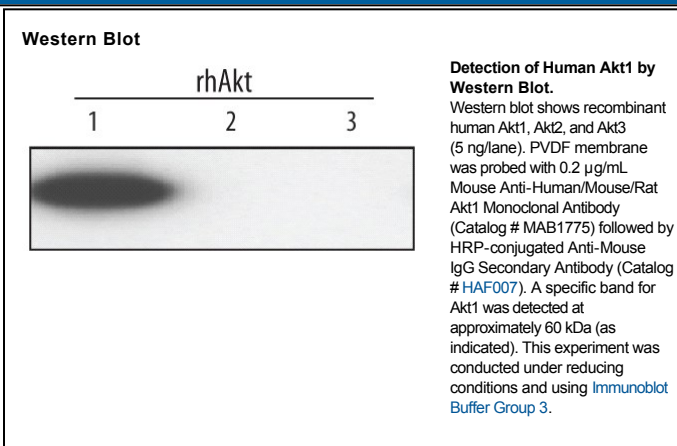 Western Blot
rhAkt
1 2 3
Detection of Human Akt1 by
Western Blot.
Western blot shows recombinant
human Akt1, Akt2, and Akt3
(5 ng/lane). PVDF membrane
was probed with 0.2 µg/mL
Mouse Anti-Human/Mouse/Rat
Akt1 Monoclonal Antibody
(Catalog # MAB1775) followed by
HRP-conjugated Anti-Mouse
IgG Secondary Antibody (Catalog
# HAF007). A specific band for
Akt1 was detected at
approximately 60 kDa (as
indicated). This experiment was
conducted under reducing
conditions and using Immunoblot
Buffer Group 3.